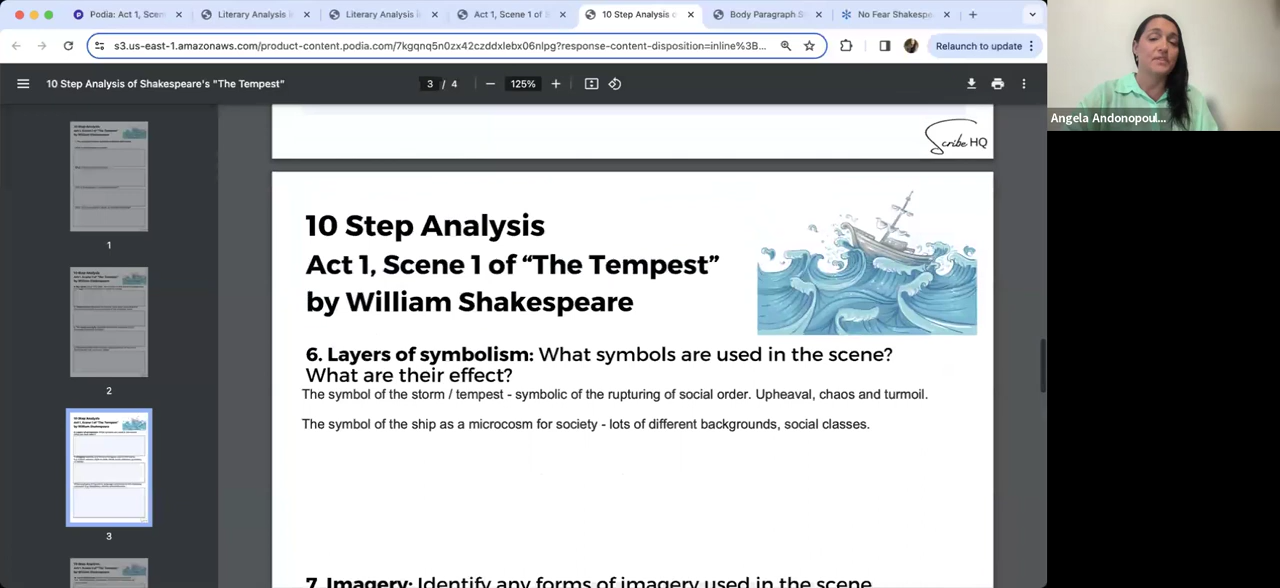 Podia: Act 1, Scen
Literary Analysis i
Literary Analysis i
Act 1, Scene 1 of
10 Step Analysis o
Body Paragraph S
No Fear Shakespe
s3.us-east-1.amazonaws.com/product-content.podia.com/7kgqnq5n0zx42czddxlebx06nlpg?response-content-disposition=inline%3B...
Relaunch to update
10 Step Analysis of Shakespeare's "The Tempest"
3 / 4
125%
Angela Andonopoul...
Scribe HQ
10 Step Analysis
Act 1, Scene 1 of “The Tempest”
by William Shakespeare
6. Layers of symbolism: What symbols are used in the scene?
What are their effect?
The symbol of the storm / tempest - symbolic of the rupturing of social order. Upheaval, chaos and turmoil.
The symbol of the ship as a microcosm for society - lots of different backgrounds, social classes.
7. Imagery: Identify any forms of imagery used in the scene
1
2
3